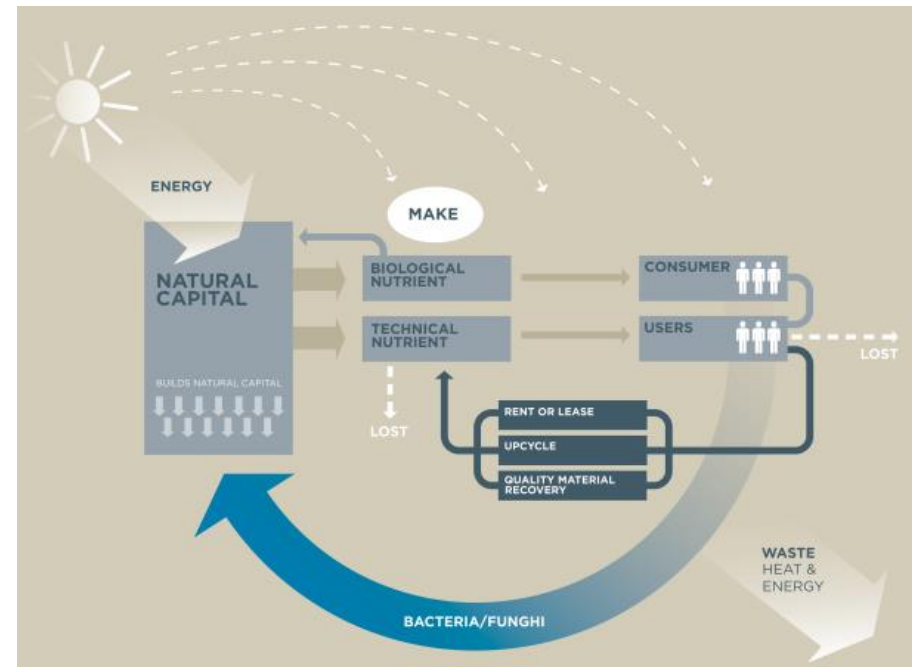 ENERGY
MAKE
NATURAL
CAPITAL
BIOLOGICAL
NUTRIENT
CONSUMER
TECHNICAL
NUTRIENT
USERS
LOST
BUILDS NATURAL CAPITAL
LOST
RENT OR LEASE
UPCYCLE
QUALITY MATERIAL
RECOVERY
WASTE
HEAT &
ENERGY
BACTERIA/FUNGHI